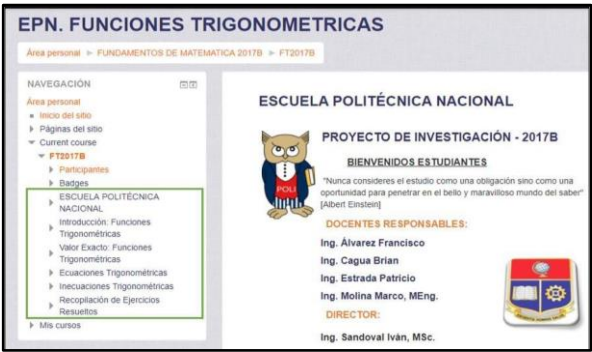 EPN. FUNCIONES TRIGONOMETRICAS
Área personal ► FUNDAMENTOS DE MATEMATICA 2017B ► FT2017B
NAVEGACIÓN
Área personal
Inicio del sitio
Páginas del sitio
Current course
FT2017B
Participantes
Badges
ESCUELA POLITÉCNICA
NACIONAL
Introducción: Funciones
Trigonométricas
Valor Exacto: Funciones
Trigonométricas
Ecuaciones Trigonométricas
Inecuaciones Trigonométricas
Recopilación de Ejercicios
Resueltos
Mis cursos
ESCUELA POLITÉCNICA NACIONAL
PROYECTO DE INVESTIGACIÓN - 2017B
BIENVENIDOS ESTUDIANTES
"Nunca consideres el estudio como una obligación sino como una
oportunidad para penetrar en el bello y maravilloso mundo del saber"
[Albert Einstein]
POLI
DOCENTES RESPONSABLES:
Ing. Álvarez Francisco
Ing. Cagua Brian
Ing. Estrada Patricio
Ing. Molina Marco, MEng.
DIRECTOR:
Ing. Sandoval Iván, MSc.